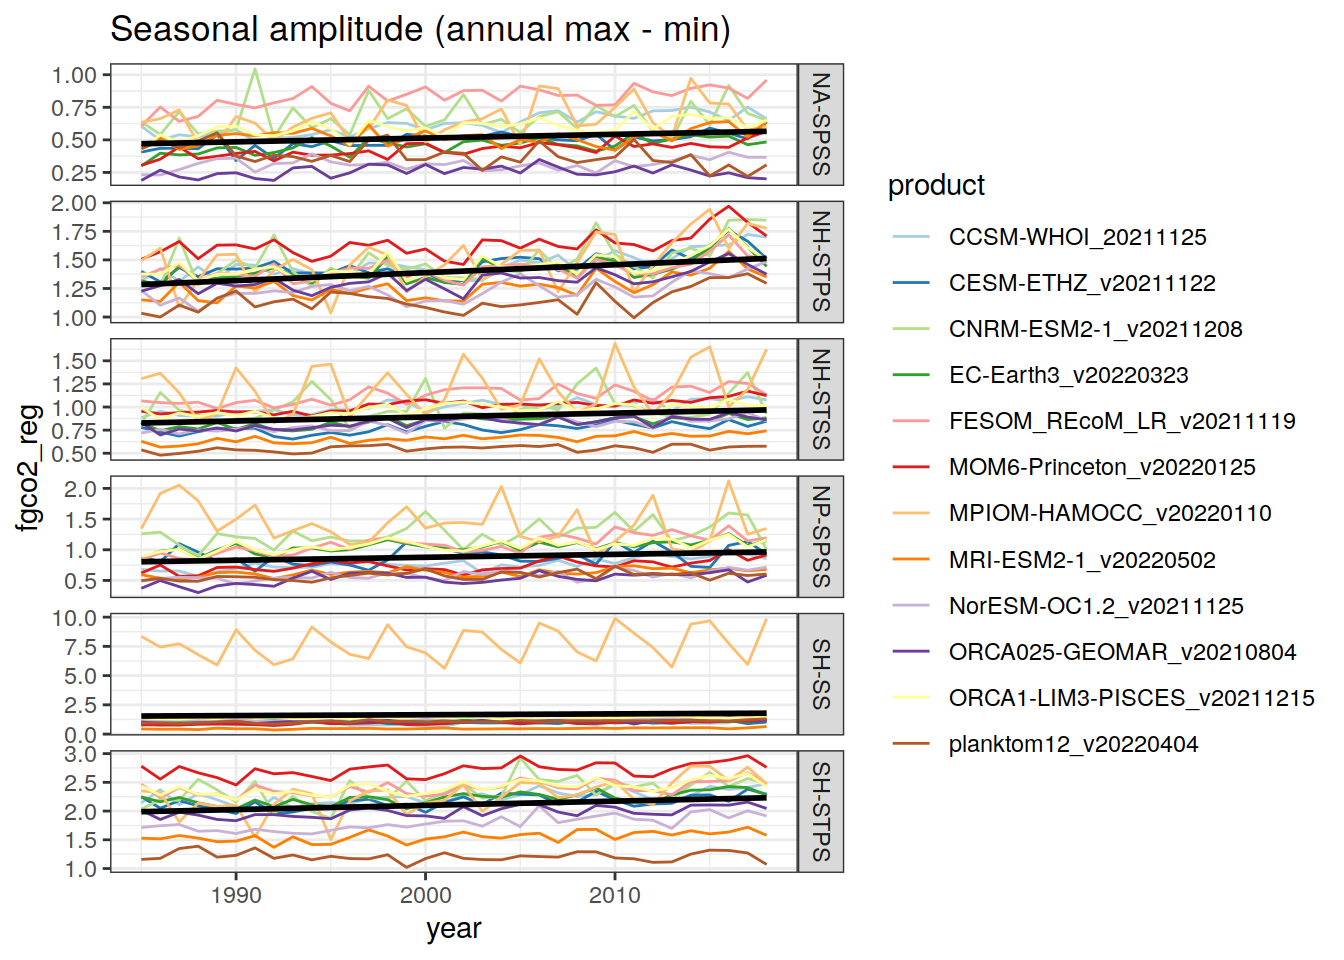 Seasonal amplitude (annual max - min)
fgco2_reg
1.00
0.75
0.50
0.25
NA-SPSS
2.00
1.75
1.50
1.25
1.00
NH-STPS
1.50
1.25
1.00
0.75
0.50
NH-STSS
2.0
1.5
1.0
0.5
NP-SPSS
10.0
7.5
5.0
2.5
0.0
SH-SS
3.0
2.5
2.0
1.5
1.0
SH-STPS
1990 2000 2010
year
product
CCSM-WHOI_20211125
CESM-ETHZ_v20211122
CNRM-ESM2-1_v20211208
EC-Earth3_v20220323
FESOM_REcoM_LR_v20211119
MOM6-Princeton_v20220125
MPIOM-HAMOCC_v20220110
MRI-ESM2-1_v20220502
NorESM-OC1.2_v20211125
ORCA025-GEOMAR_v20210804
ORCA1-LIM3-PISCES_v20211215
planktom12_v20220404